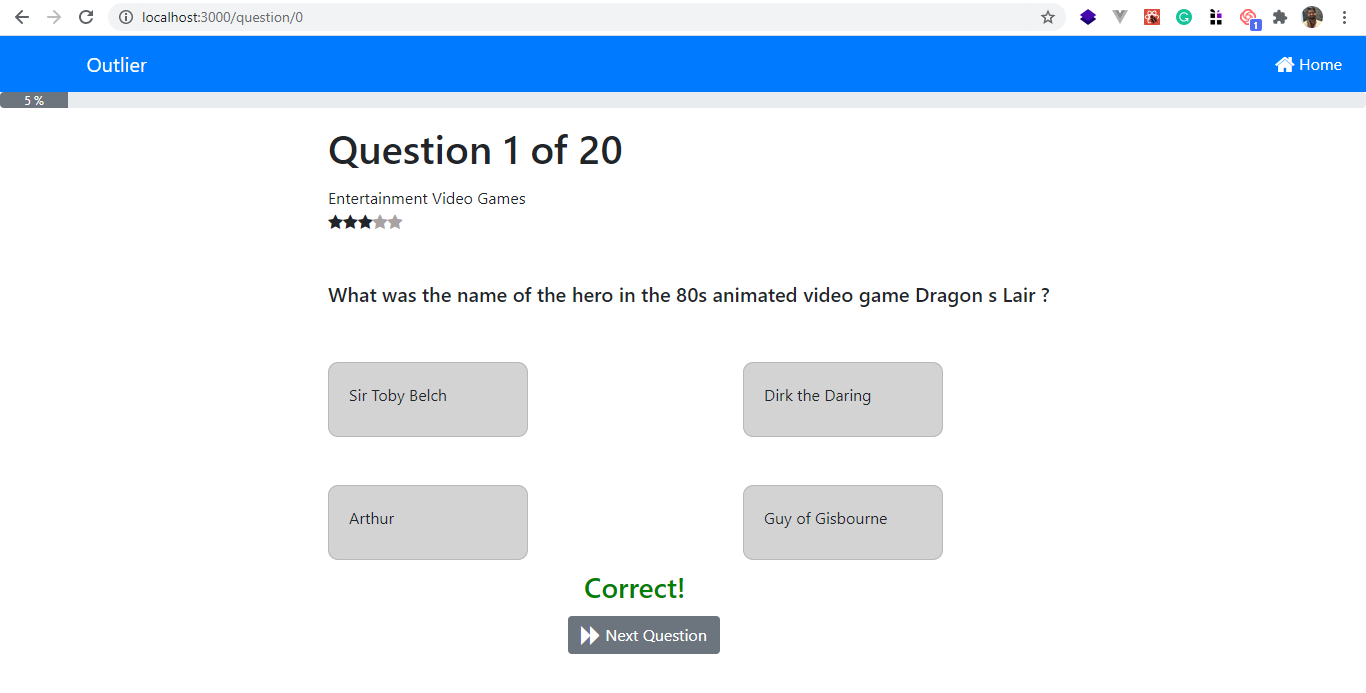 localhost:3000/question/0
1
Outlier
Home
5 %
Question 1 of 20
Entertainment Video Games
What was the name of the hero in the 80s animated video game Dragon s Lair ?
Sir Toby Belch
Dirk the Daring
Arthur
Guy of Gisbourne
Correct!
Next Question